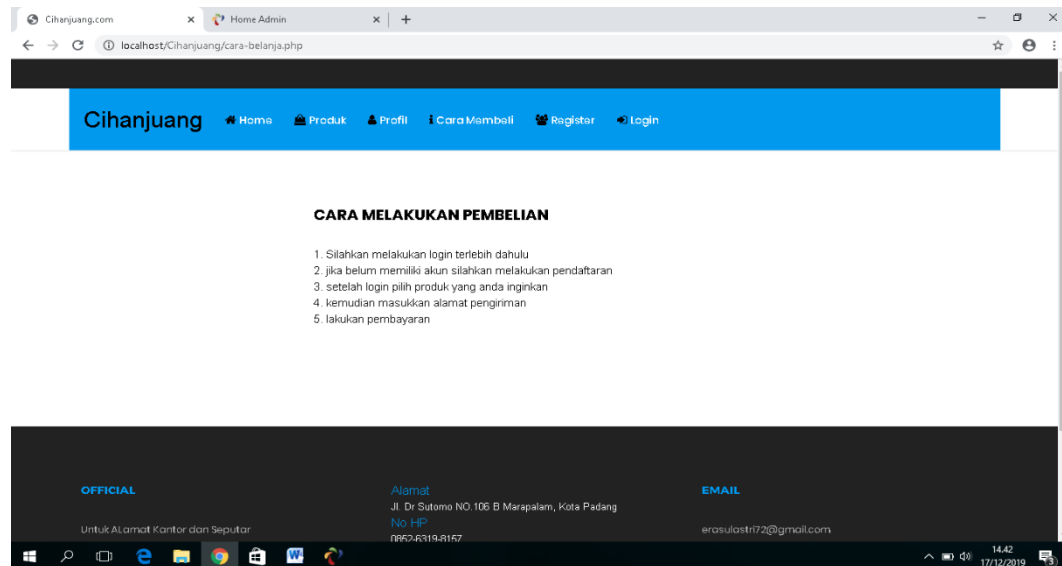 Cihanjuang.com
Home Admin
localhost/Cihanjuang/cara-belanja.php
Cihanjuang Home Produk Profil Cara Membeli Register Login
CARA MELAKUKAN PEMBELIAN
1. Silahkan melakukan login terlebih dahulu
2. jika belum memiliki akun silahkan melakukan pendaftaran
3. setelah login pilih produk yang anda inginkan
4. kemudian masukkan alamat pengiriman
5. lakukan pembayaran
OFFICIAL
Untuk ALamat Kantor dan Seputar
Alamat
Jl. Dr Sutomo NO.106 B Marapalam, Kota Padang
No HP
0852-6319-8157
EMAIL
erasulastri72@gmail.com
14.42
17/12/2019